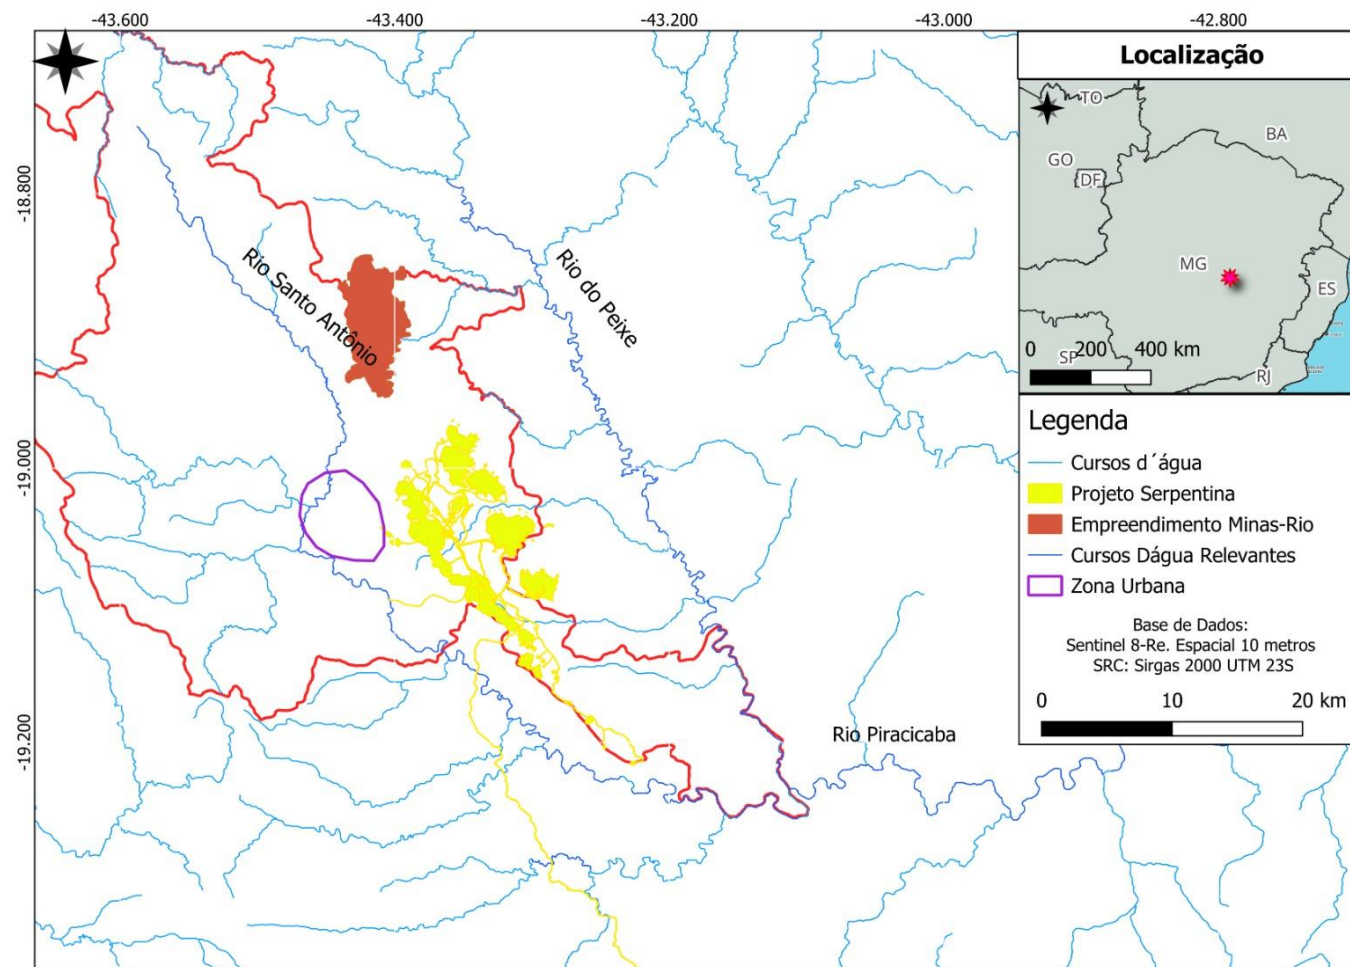 -43.600
-43.400
-43.200
-43.000
-42.800
-18.800
-19.000
-19.200
Rio Santo Antônio
Rio do Peixe
Rio Piracicaba
Localização
TO
BA
GO
DF
MG
ES
SP
RJ
0 200 400 km
Legenda
Cursos d´água
Projeto Serpentina
Empreendimento Minas-Rio
Cursos Dágua Relevantes
Zona Urbana
Base de Dados:
Sentinel 8-Re. Espacial 10 metros
SRC: Sirgas 2000 UTM 23S
0 10 20 km